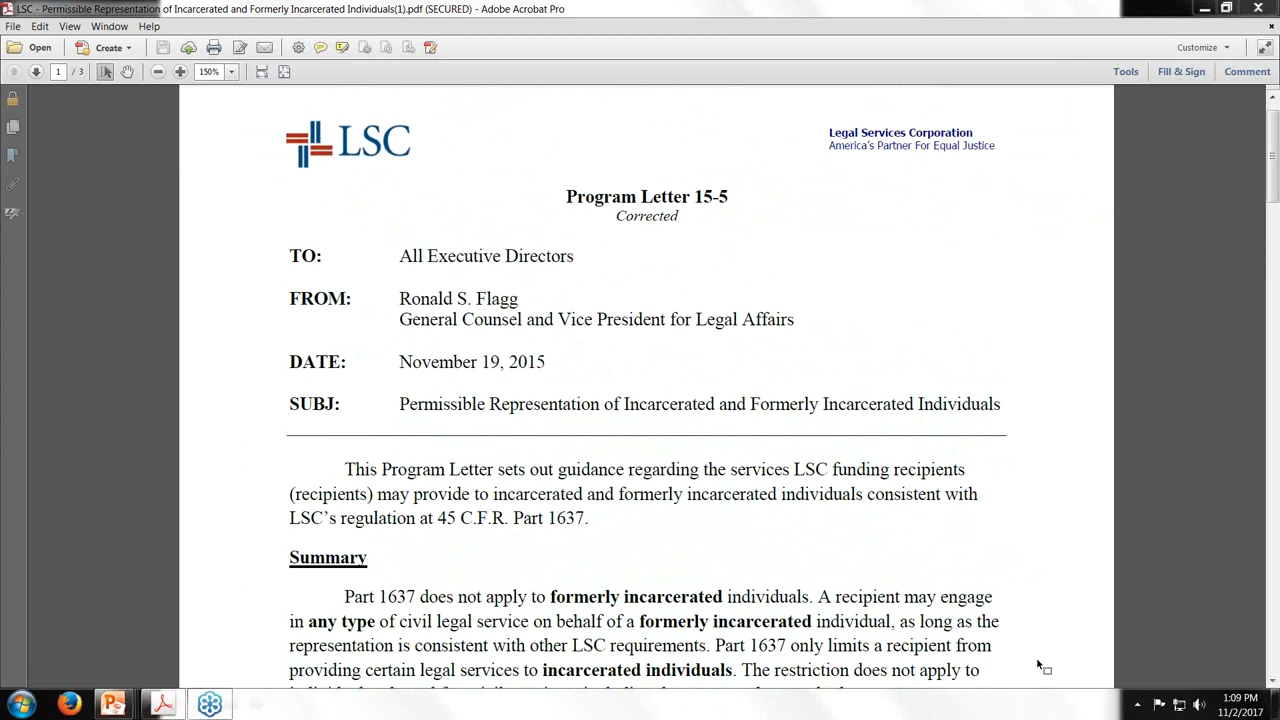 LSC - Permissible Representation of Incarcerated and Formerly Incarcerated Individuals(1).pdf (SECURED) - Adobe Acrobat Pro
File Edit View Window Help
Open Create Customize
1 / 3 150% Tools Fill & Sign Comment
LSC
Legal Services Corporation
America's Partner For Equal Justice
Program Letter 15-5
Corrected
TO: All Executive Directors
FROM: Ronald S. Flagg
General Counsel and Vice President for Legal Affairs
DATE: November 19, 2015
SUBJ: Permissible Representation of Incarcerated and Formerly Incarcerated Individuals
This Program Letter sets out guidance regarding the services LSC funding recipients
(recipients) may provide to incarcerated and formerly incarcerated individuals consistent with
LSC's regulation at 45 C.F.R. Part 1637.
Summary
Part 1637 does not apply to formerly incarcerated individuals. A recipient may engage
in any type of civil legal service on behalf of a formerly incarcerated individual, as long as the
representation is consistent with other LSC requirements. Part 1637 only limits a recipient from
providing certain legal services to incarcerated individuals. The restriction does not apply to
1:09 PM
11/2/2017